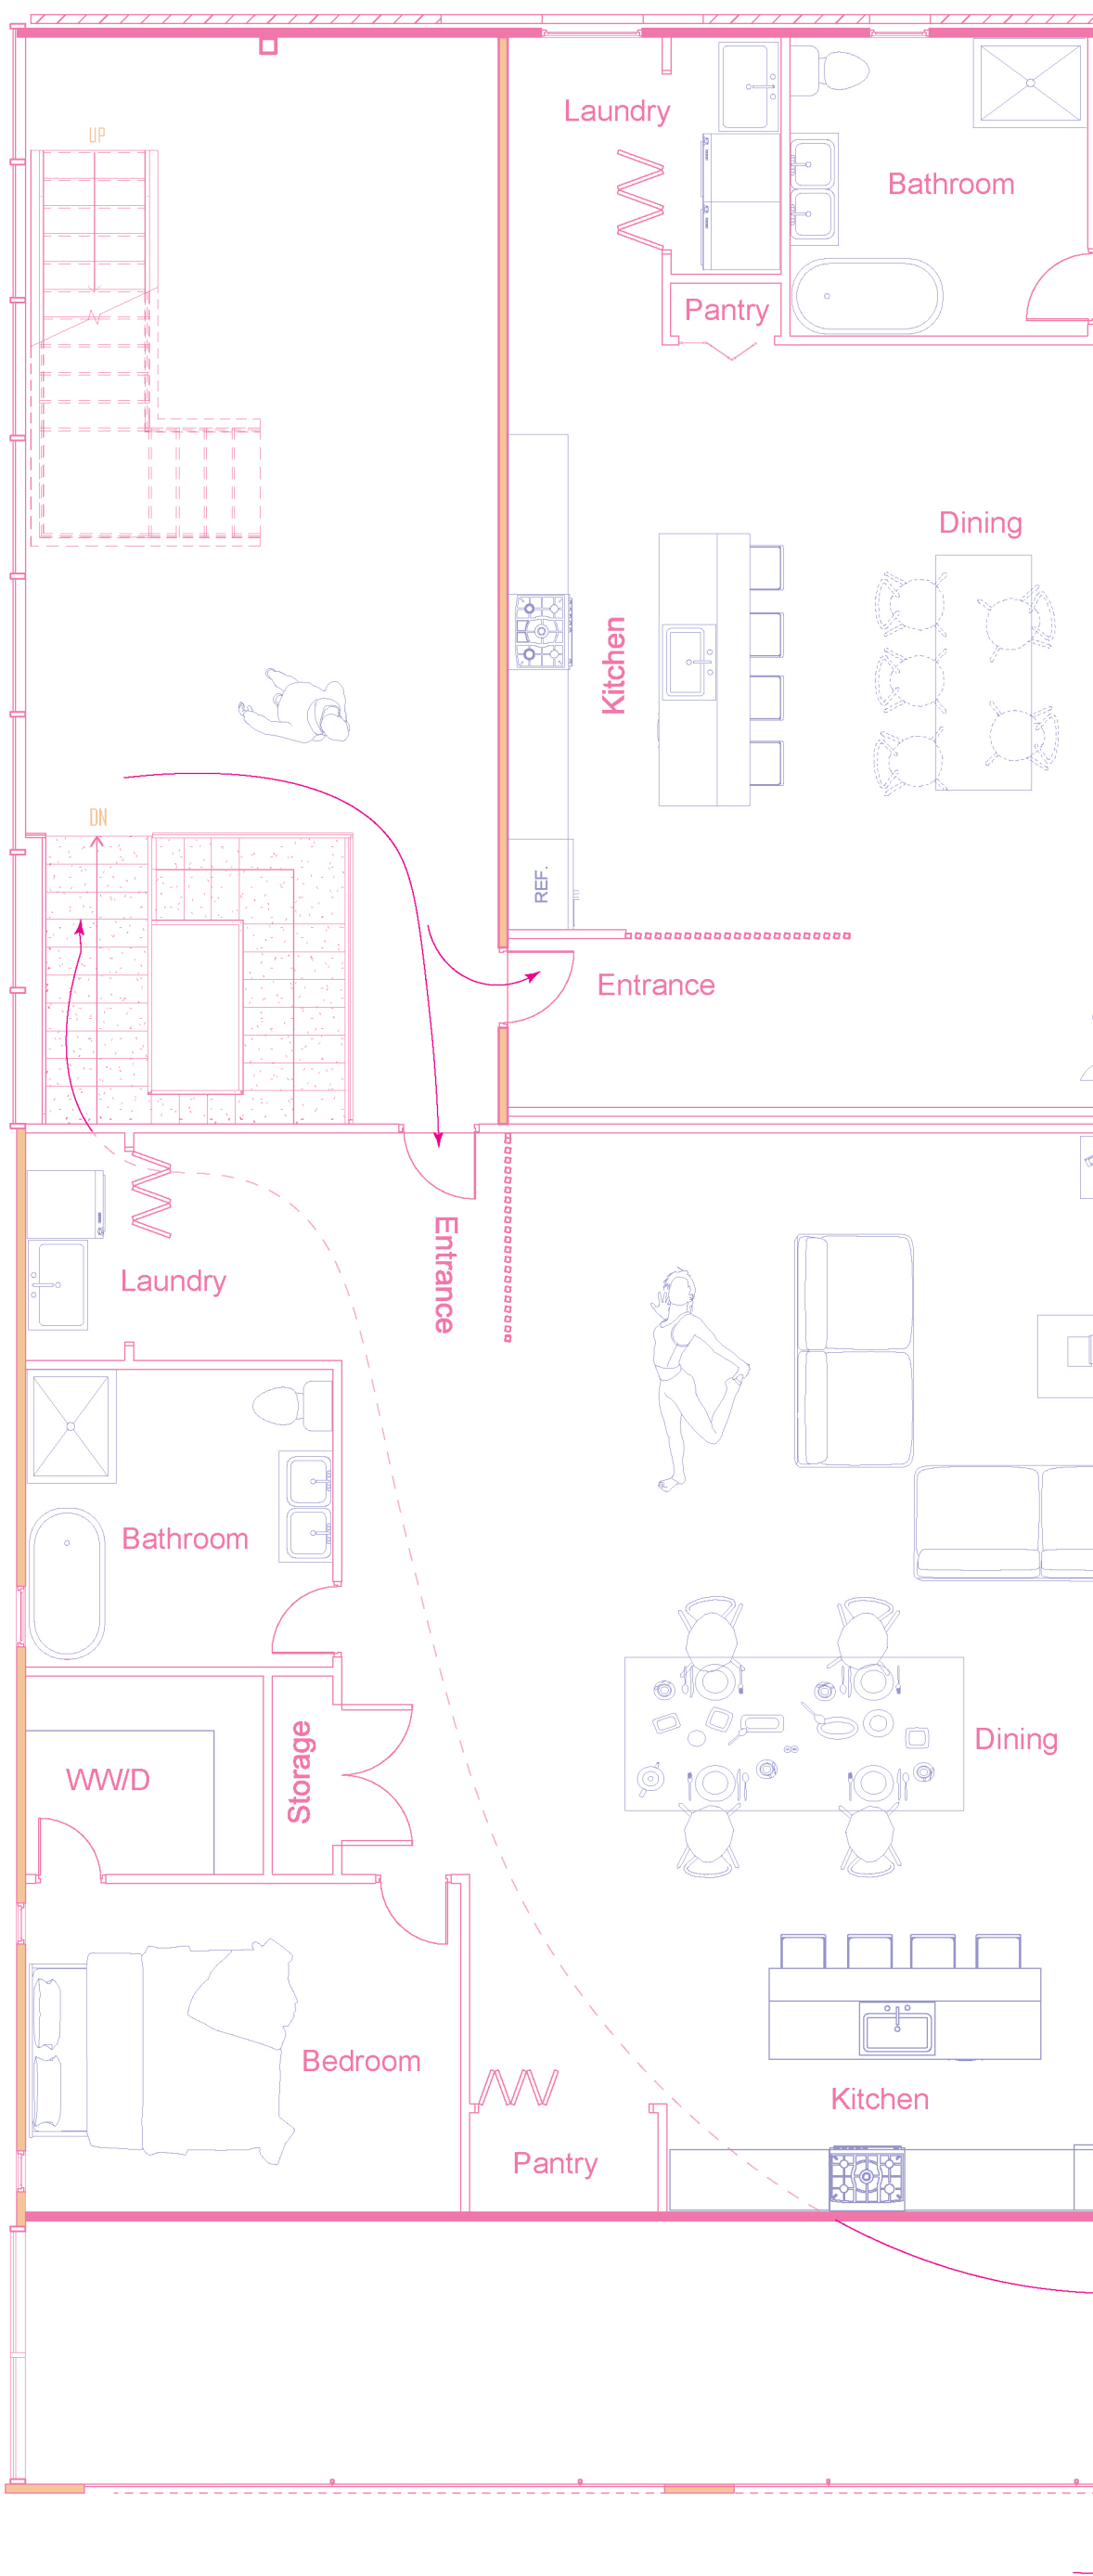 UP
Laundry
Bathroom
Pantry
Dining
Kitchen
DN
REF.
Entrance
Entrance
Laundry
Bathroom
Storage
Dining
WW/D
Bedroom
Kitchen
Pantry